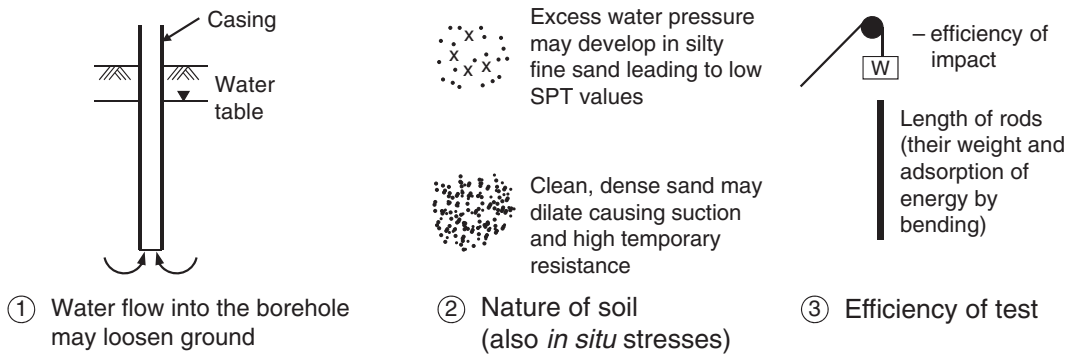 Casing
Water
table
① Water flow into the borehole
may loosen ground
x
x
x x
Excess water pressure
may develop in silty
fine sand leading to low
SPT values
Clean, dense sand may
dilate causing suction
and high temporary
resistance
② Nature of soil
(also in situ stresses)
W
– efficiency of
impact
Length of rods
(their weight and
adsorption of
energy by
bending)
③ Efficiency of test